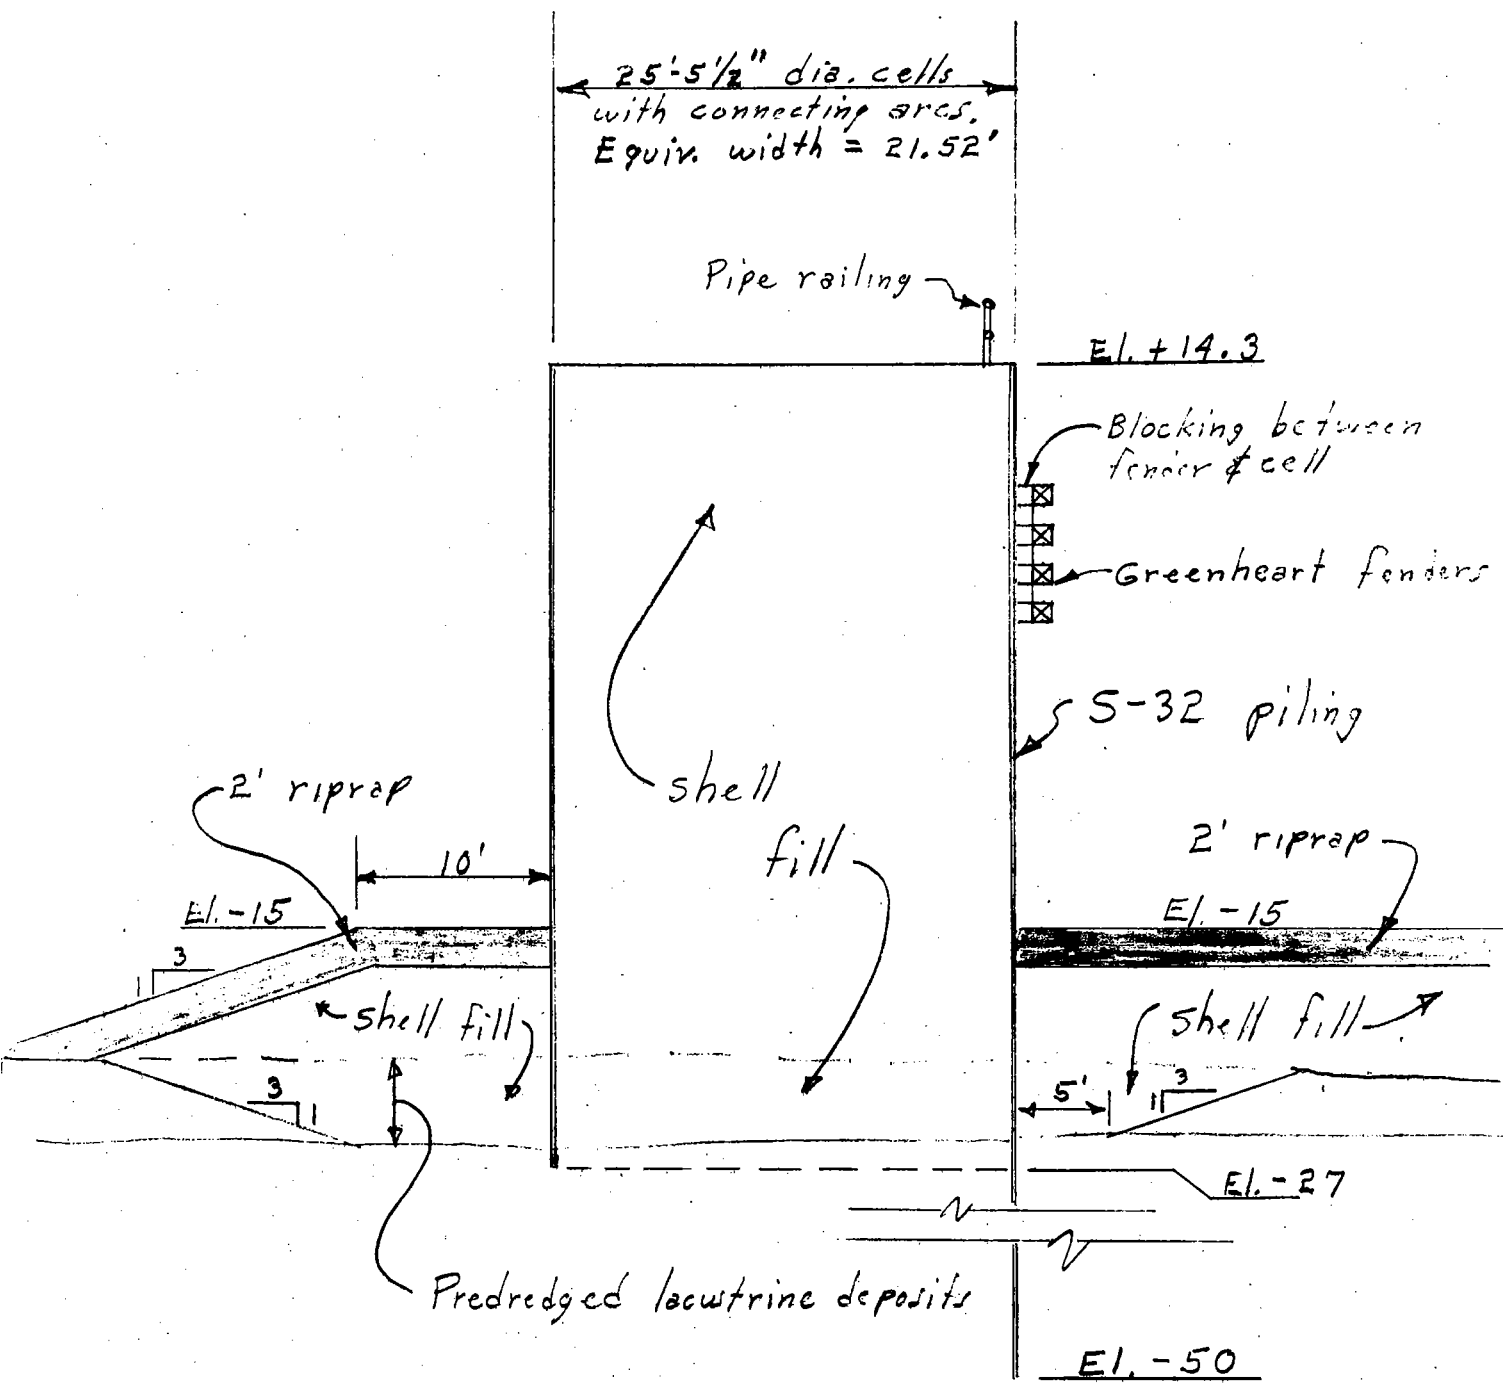 25'-5½" dia. cells
with connecting arcs.
Equiv. width = 21.52'
Pipe railing
El. +14.3
Blocking between
fender & cell
Greenheart fenders
S-32 piling
shell
fill
2' riprap
10'
El. -15
3
1
shell fill
3
1
2' riprap
El. -15
shell fill
5'
3
1
El. -27
Predredged lacustrine deposits
El. -50